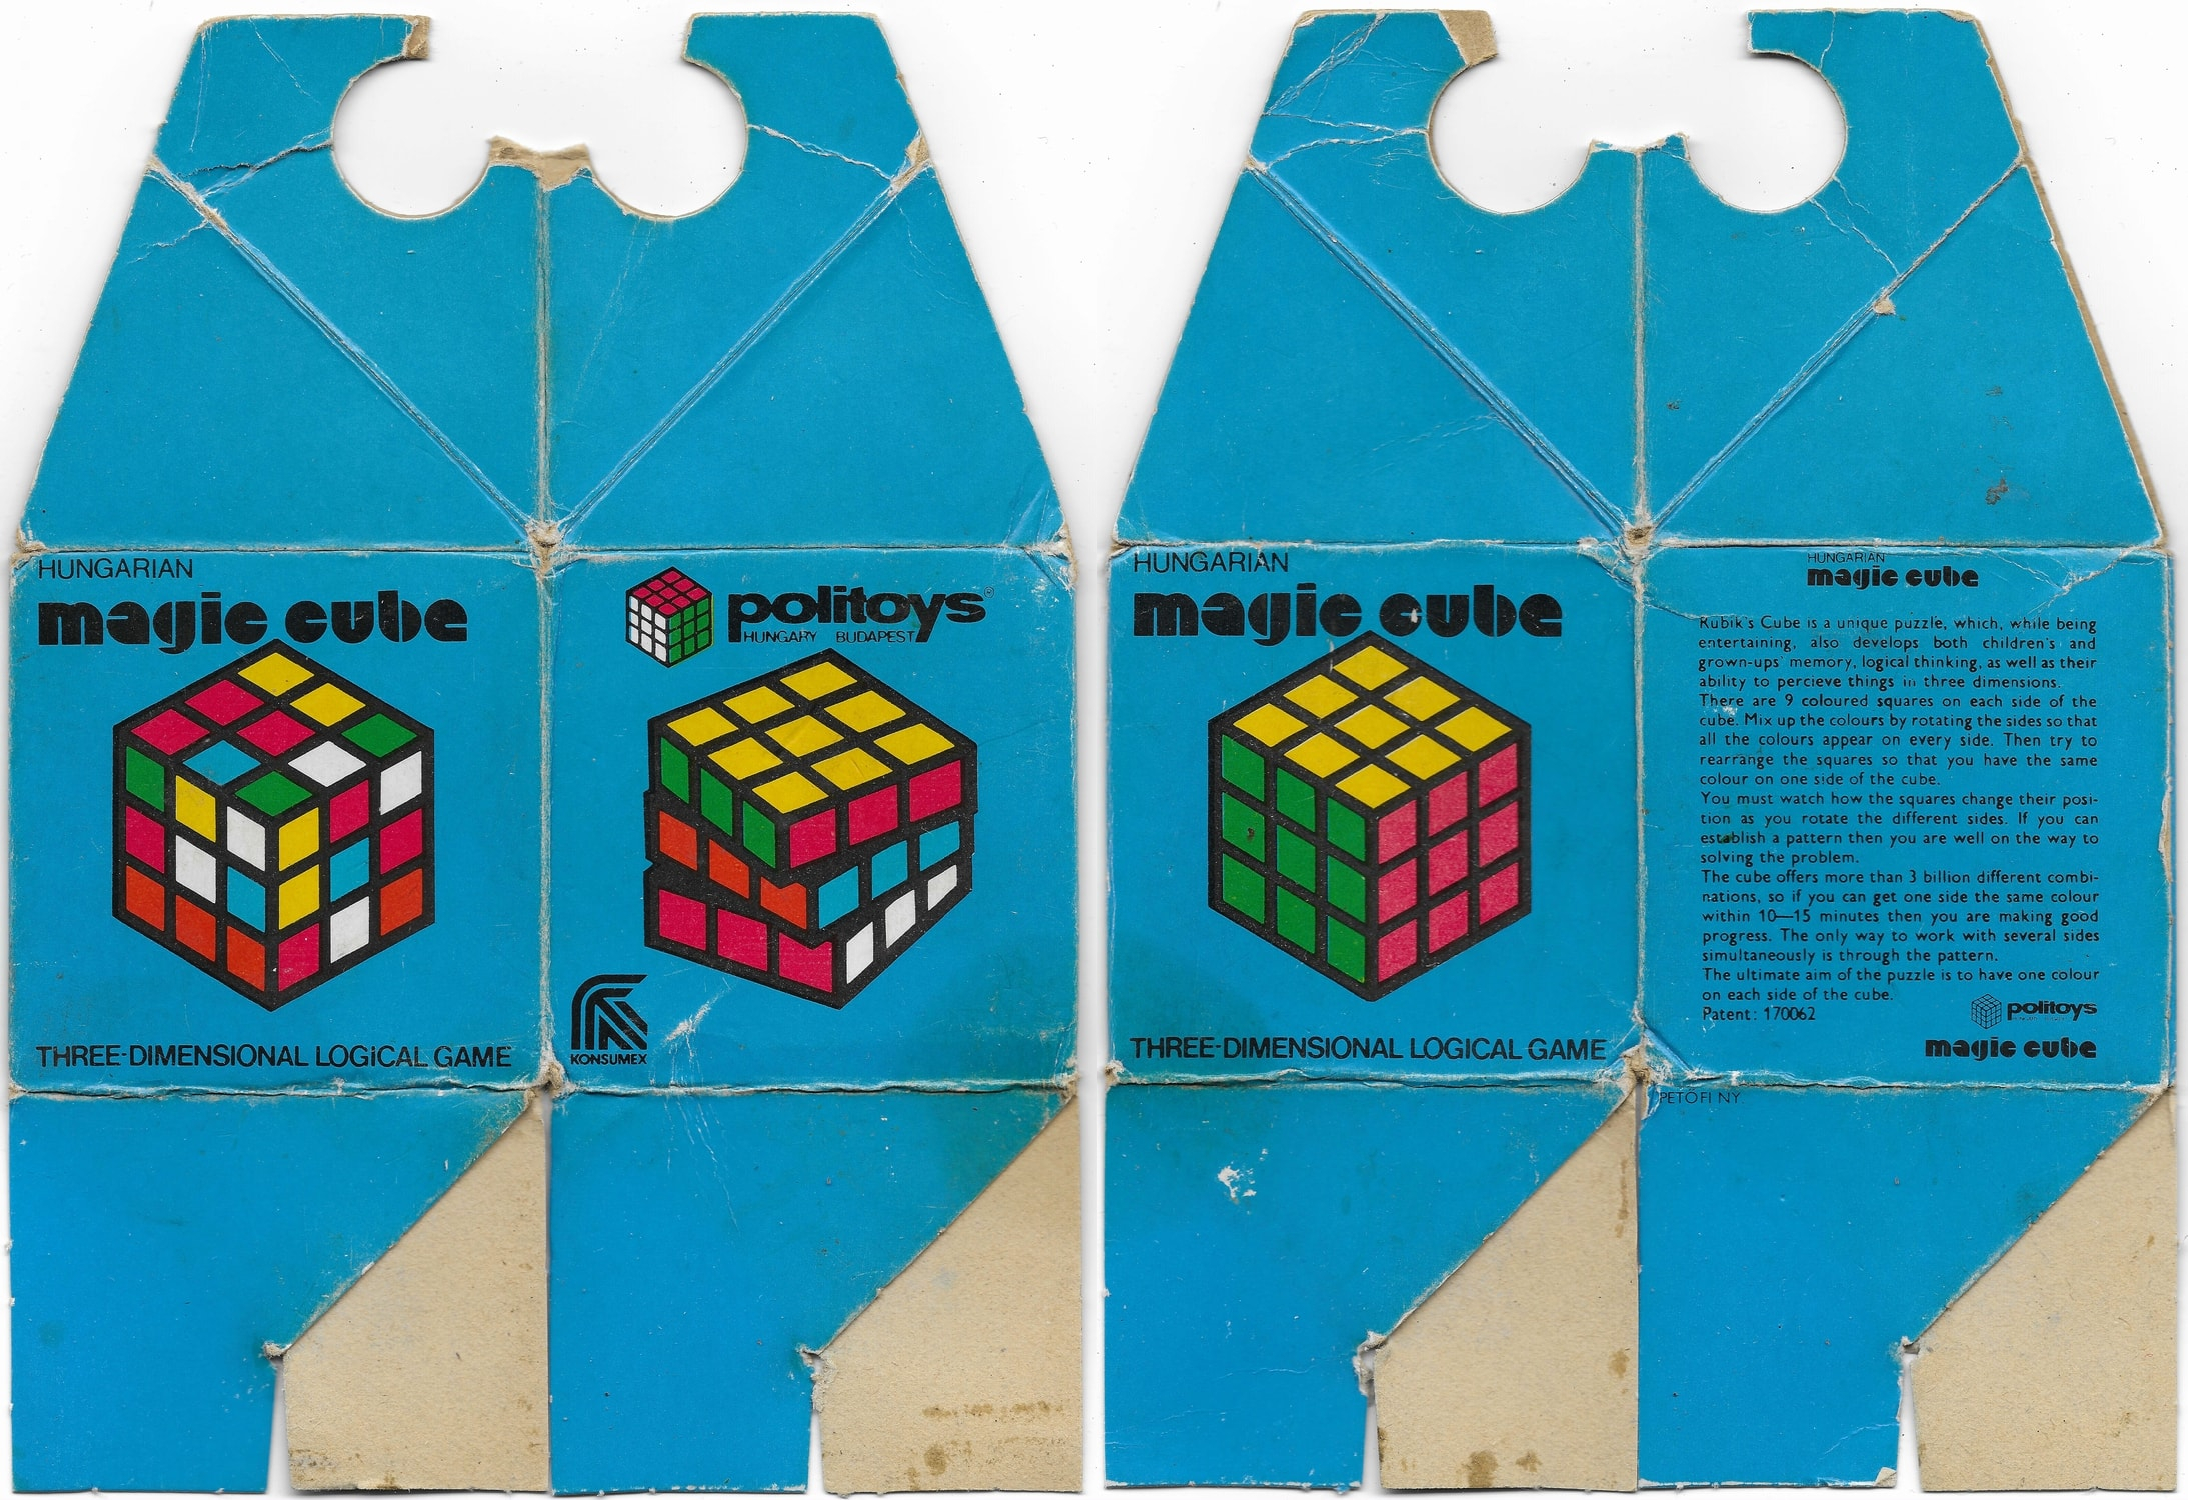 HUNGARIAN
magic cube
THREE-DIMENSIONAL LOGICAL GAME
politoys®
HUNGARY BUDAPEST
KONSUMEX
HUNGARIAN
magic cube
THREE-DIMENSIONAL LOGICAL GAME
HUNGARIAN
magic cube
Rubik's Cube is a unique puzzle, which, while being
entertaining, also develops both children's and
grown-ups' memory, logical thinking, as well as their
ability to percieve things in three dimensions.
There are 9 coloured squares on each side of the
cube. Mix up the colours by rotating the sides so that
all the colours appear on every side. Then try to
rearrange the squares so that you have the same
colour on one side of the cube.
You must watch how the squares change their posi-
tion as you rotate the different sides. If you can
establish a pattern then you are well on the way to
solving the problem.
The cube offers more than 3 billion different combi-
nations, so if you can get one side the same colour
within 10—15 minutes then you are making good
progress. The only way to work with several sides
simultaneously is through the pattern.
The ultimate aim of the puzzle is to have one colour
on each side of the cube.
Patent: 170062
politoys
magic cube
PETOFI NY.